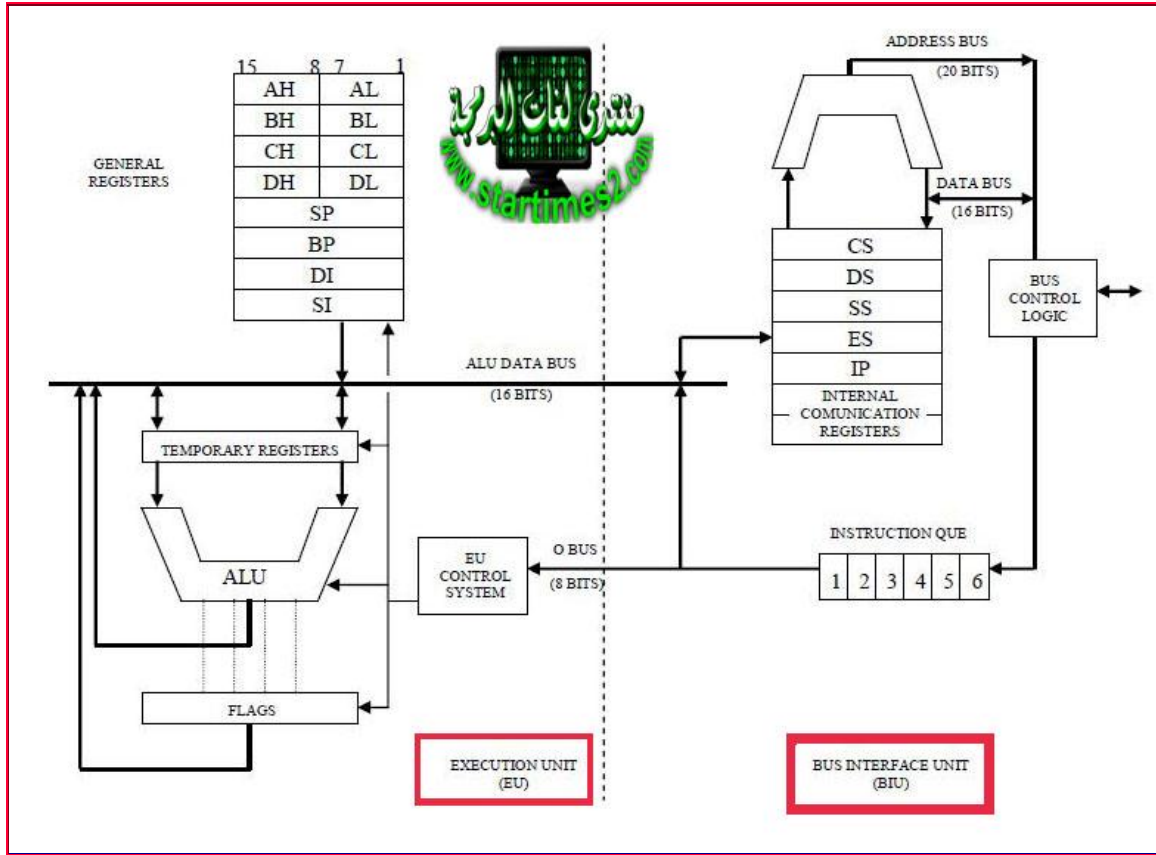 15 8 7 1
AH AL
BH BL
CH CL
DH DL
SP
BP
DI
SI
GENERAL
REGISTERS
منتدى لغات البرمجة
www.startimes2.com
ADDRESS BUS
(20 BITS)
DATA BUS
(16 BITS)
CS
DS
SS
ES
IP
INTERNAL
COMUNICATION
REGISTERS
BUS
CONTROL
LOGIC
ALU DATA BUS
(16 BITS)
TEMPORARY REGISTERS
ALU
EU
CONTROL
SYSTEM
O BUS
(8 BITS)
INSTRUCTION QUE
1 2 3 4 5 6
FLAGS
EXECUTION UNIT
(EU)
BUS INTERFACE UNIT
(BIU)